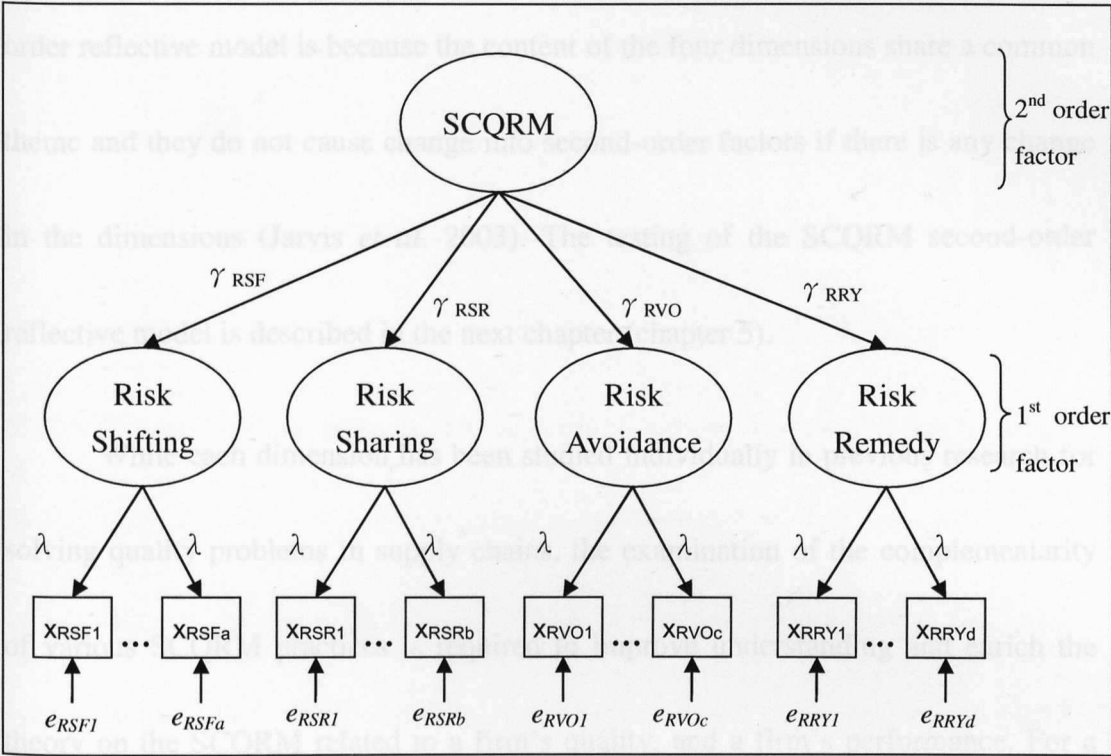 order reflective model is because the content of the four dimensions share a common
SCQRM
2nd order
factor
theme and they do not cause change into second-order factors if there is any change
in the dimensions (Jarvis et al. 2003). The testing of the SCQRM second-order
γ RSF
γ RSR
γ RVO
γ RRY
reflective model is described in the next chapter (chapter 5).
Risk
Shifting
Risk
Sharing
Risk
Avoidance
Risk
Remedy
1st order
factor
While each dimension has been studied individually in previous research for
solving quality problems in supply chains, the examination of the complementarity
λ λ λ λ λ λ λ λ
XRSF1 ... XRSFa XRSR1 ... XRSRb XRVO1 .... XRVOc XRRY1 ... XRRYd
of various SCQRM practices is required to improve understanding and enrich the
eRSF1 eRSFa eRSR1 eRSRb eRVO1 eRVOc eRRY1 eRRYd
theory on the SCQRM related to a firm's quality, and a firm's performance. For a